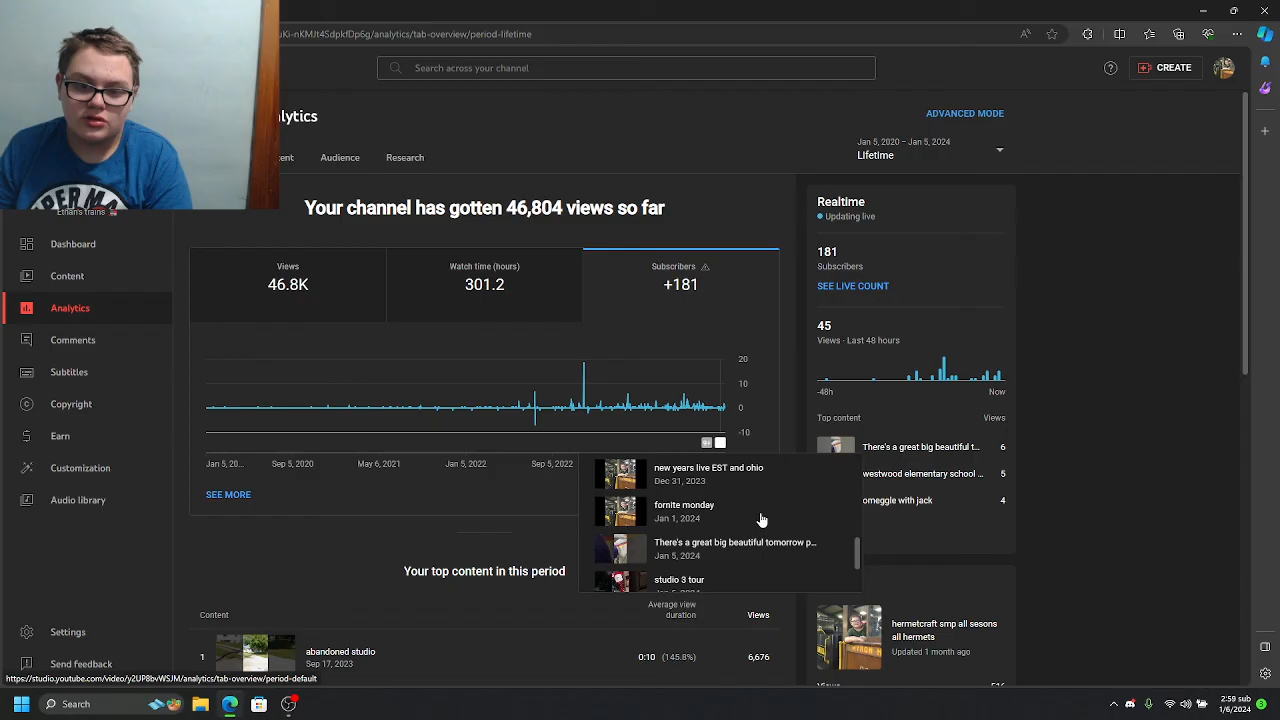 uKi-nKMJt4SdpkfDp6g/analytics/tab-overview/period-lifetime
Search across your channel
CREATE
nalytics
ADVANCED MODE
Jan 5, 2020 – Jan 5, 2024
Lifetime
ent
Audience
Research
Your channel has gotten 46,804 views so far
Realtime
Updating live
Ethan's trains
Dashboard
Content
Analytics
Comments
Subtitles
Copyright
Earn
Customization
Audio library
Settings
Send feedback
Views
46.8K
Watch time (hours)
301.2
Subscribers
+181
181
Subscribers
SEE LIVE COUNT
45
Views · Last 48 hours
20
10
0
-10
-48h
Now
Top content
Views
9+
Jan 5, 20...
Sep 5, 2020
May 6, 2021
Jan 5, 2022
Sep 5, 2022
There's a great big beautiful ...
6
westwood elementary school ...
5
omeggle with jack
4
SEE MORE
new years live EST and ohio
Dec 31, 2023
fornite monday
Jan 1, 2024
There's a great big beautiful tomorrow p...
Jan 5, 2024
studio 3 tour
Your top content in this period
Content
Average view
duration
Views
1
abandoned studio
Sep 17, 2023
0:10 (145.8%)
6,676
hermetcraft smp all sesons
all hermets
Updated 1 month ago
https://studio.youtube.com/video/y2UP8bvWSJM/analytics/tab-overview/period-default
Search
2:59 sub
1/6/2024
3